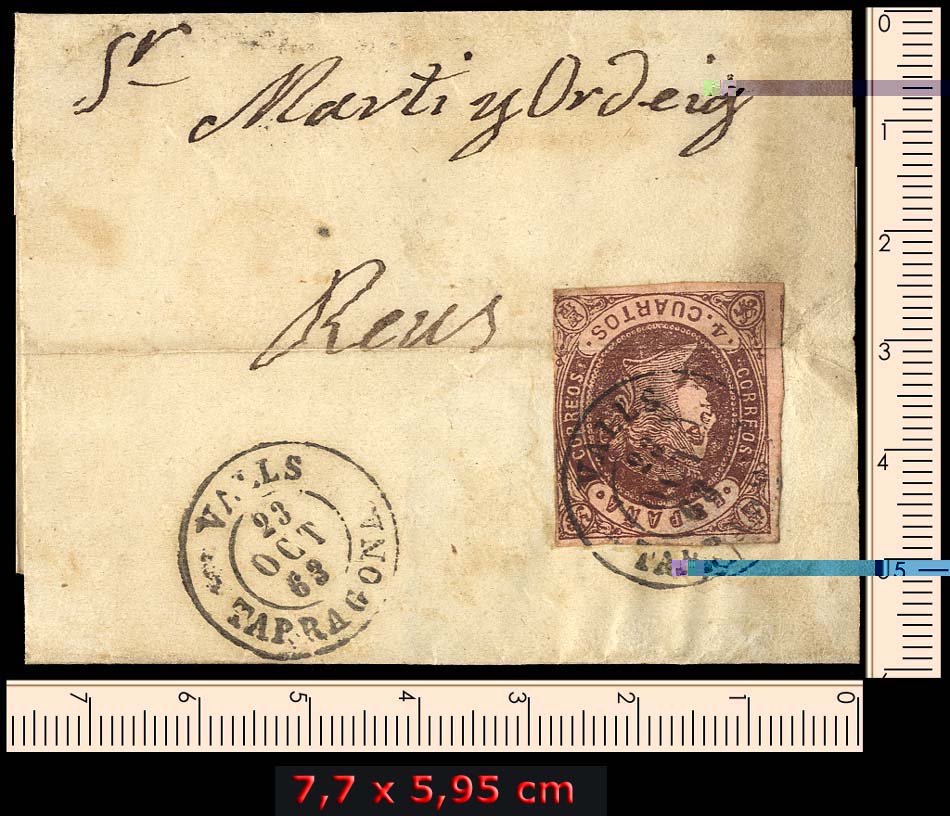 Sr
Marti y Ordeig
Reus
4. CUARTOS.
CORREOS
CORREOS
ESPAÑA
VALLS
VALLS
23
OCT
63
TARRAGONA
0
1
2
3
4
5
7
6
5
4
3
2
1
0
7,7 x 5,95 cm